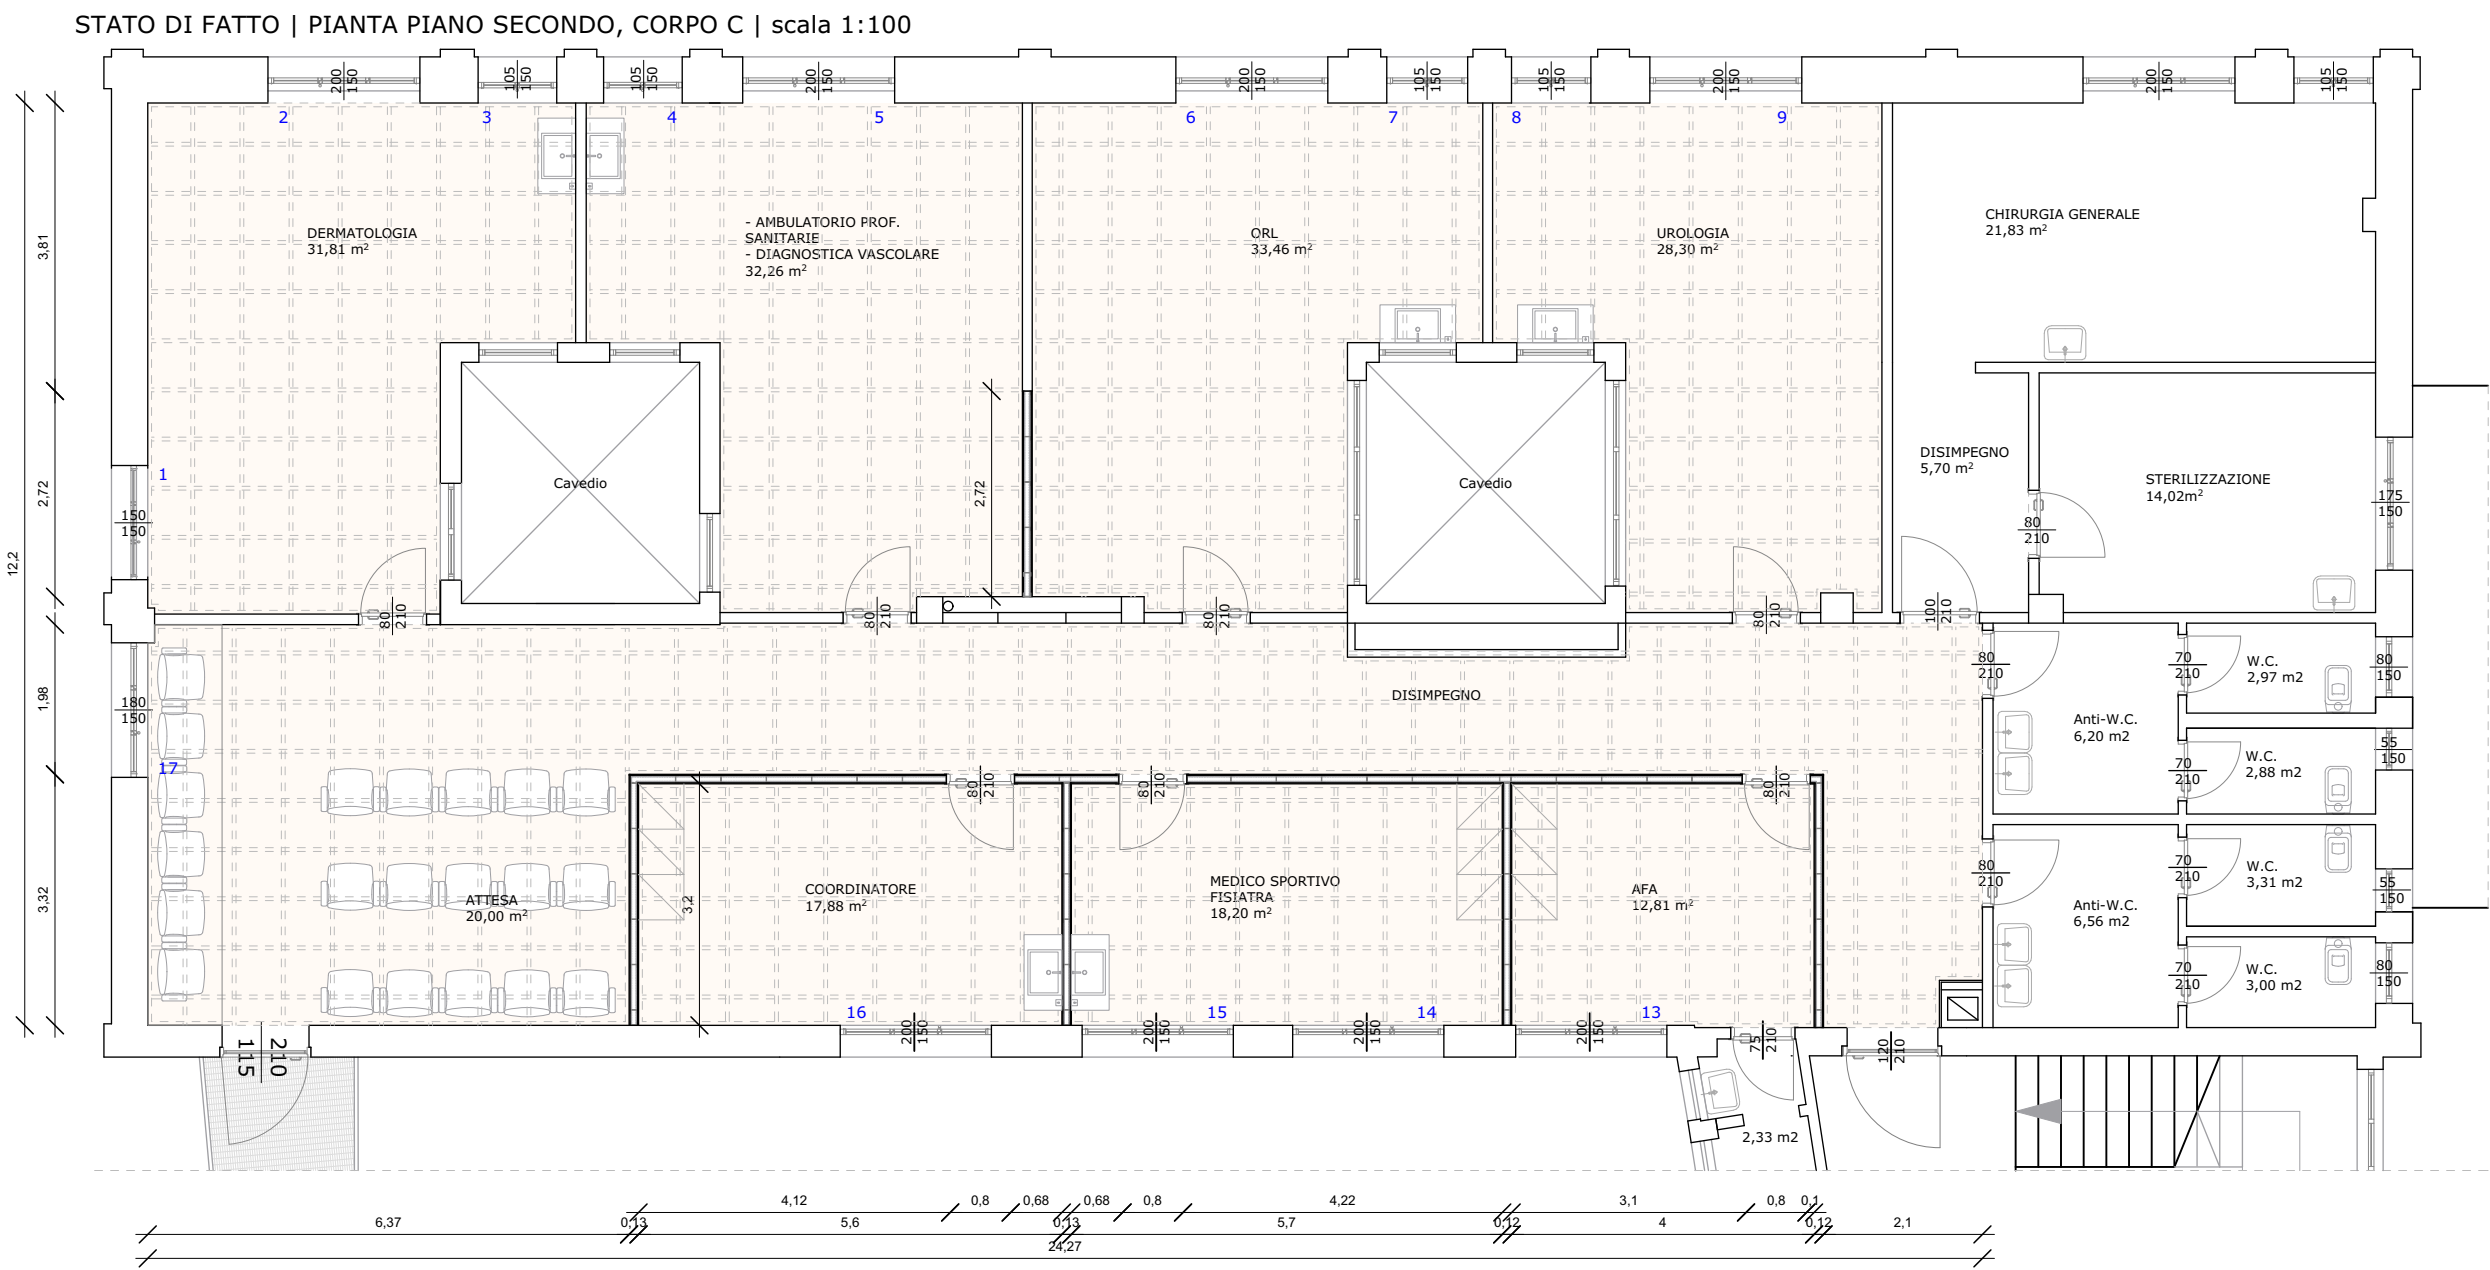 STATO DI FATTO | PIANTA PIANO SECONDO, CORPO C | scala 1:100
200
150
105
150
105
150
200
150
200
150
105
150
105
150
200
150
200
150
105
150
2
3
4
5
6
7
8
9
DERMATOLOGIA
31,81 m²
- AMBULATORIO PROF.
SANITARIE
- DIAGNOSTICA VASCOLARE
32,26 m²
ORL
33,46 m²
UROLOGIA
28,30 m²
CHIRURGIA GENERALE
21,83 m²
3,81
2,72
12,2
1,98
3,32
1
150
150
Cavedio
2,72
Cavedio
DISIMPEGNO
5,70 m²
STERILIZZAZIONE
14,02m²
80
210
175
150
80
210
80
210
80
210
80
210
100
210
180
150
17
DISIMPEGNO
80
210
Anti-W.C.
6,20 m2
70
210
W.C.
2,97 m2
80
150
70
210
W.C.
2,88 m2
55
150
80
210
80
210
80
210
ATTESA
20,00 m²
3,2
COORDINATORE
17,88 m²
MEDICO SPORTIVO
FISIATRA
18,20 m²
AFA
12,81 m²
80
210
Anti-W.C.
6,56 m2
70
210
W.C.
3,31 m2
55
150
70
210
W.C.
3,00 m2
80
150
16
15
14
13
115
210
200
150
200
150
200
150
200
150
75
210
120
210
2,33 m2
4,12
0,8
0,68
0,68
0,8
4,22
3,1
0,8
0,1
6,37
0,13
5,6
0,13
5,7
0,12
4
0,12
2,1
24,27